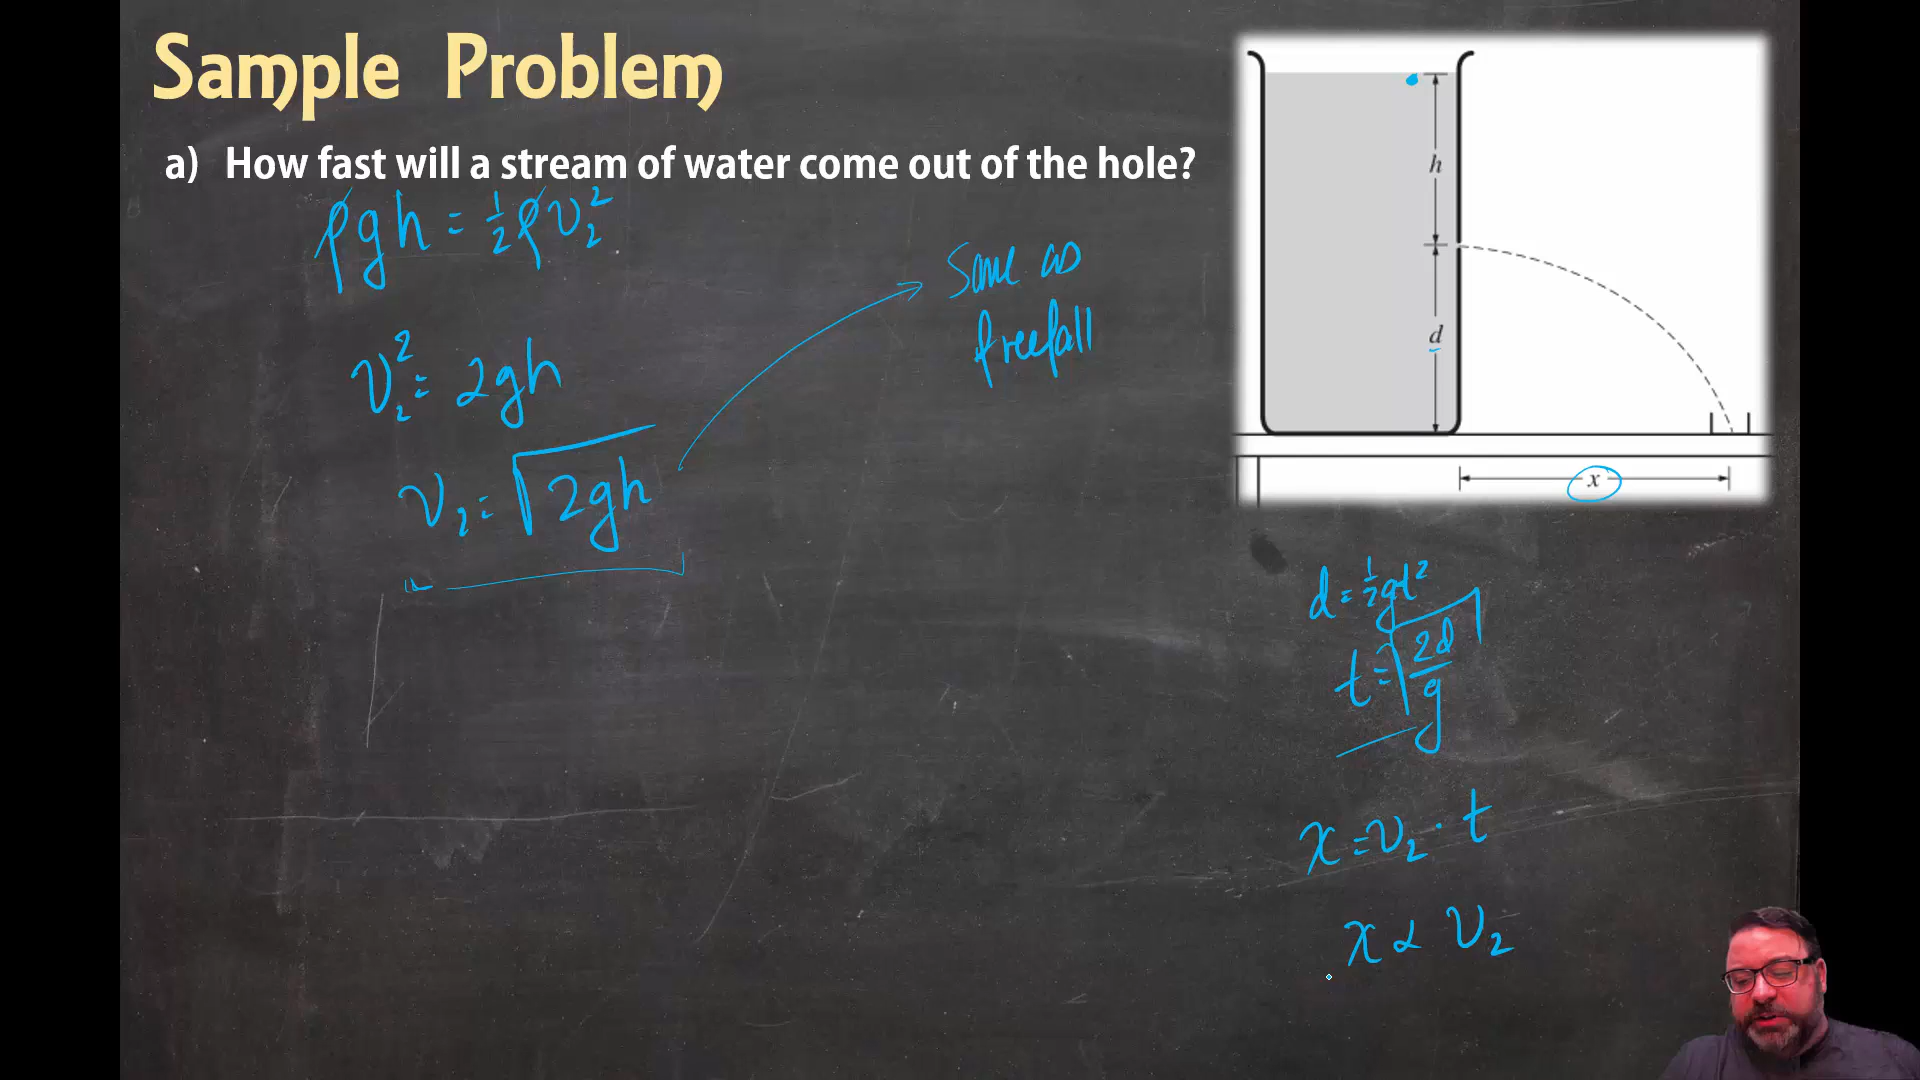 Sample Problem
a) How fast will a stream of water come out of the hole?
ρgh = ½ρv₂²
v₂² = 2gh
v₂ = √2gh
Same as
freefall
h
d
x
d = ½gt²
t = √2d/g
x = v₂ · t
x α v₂